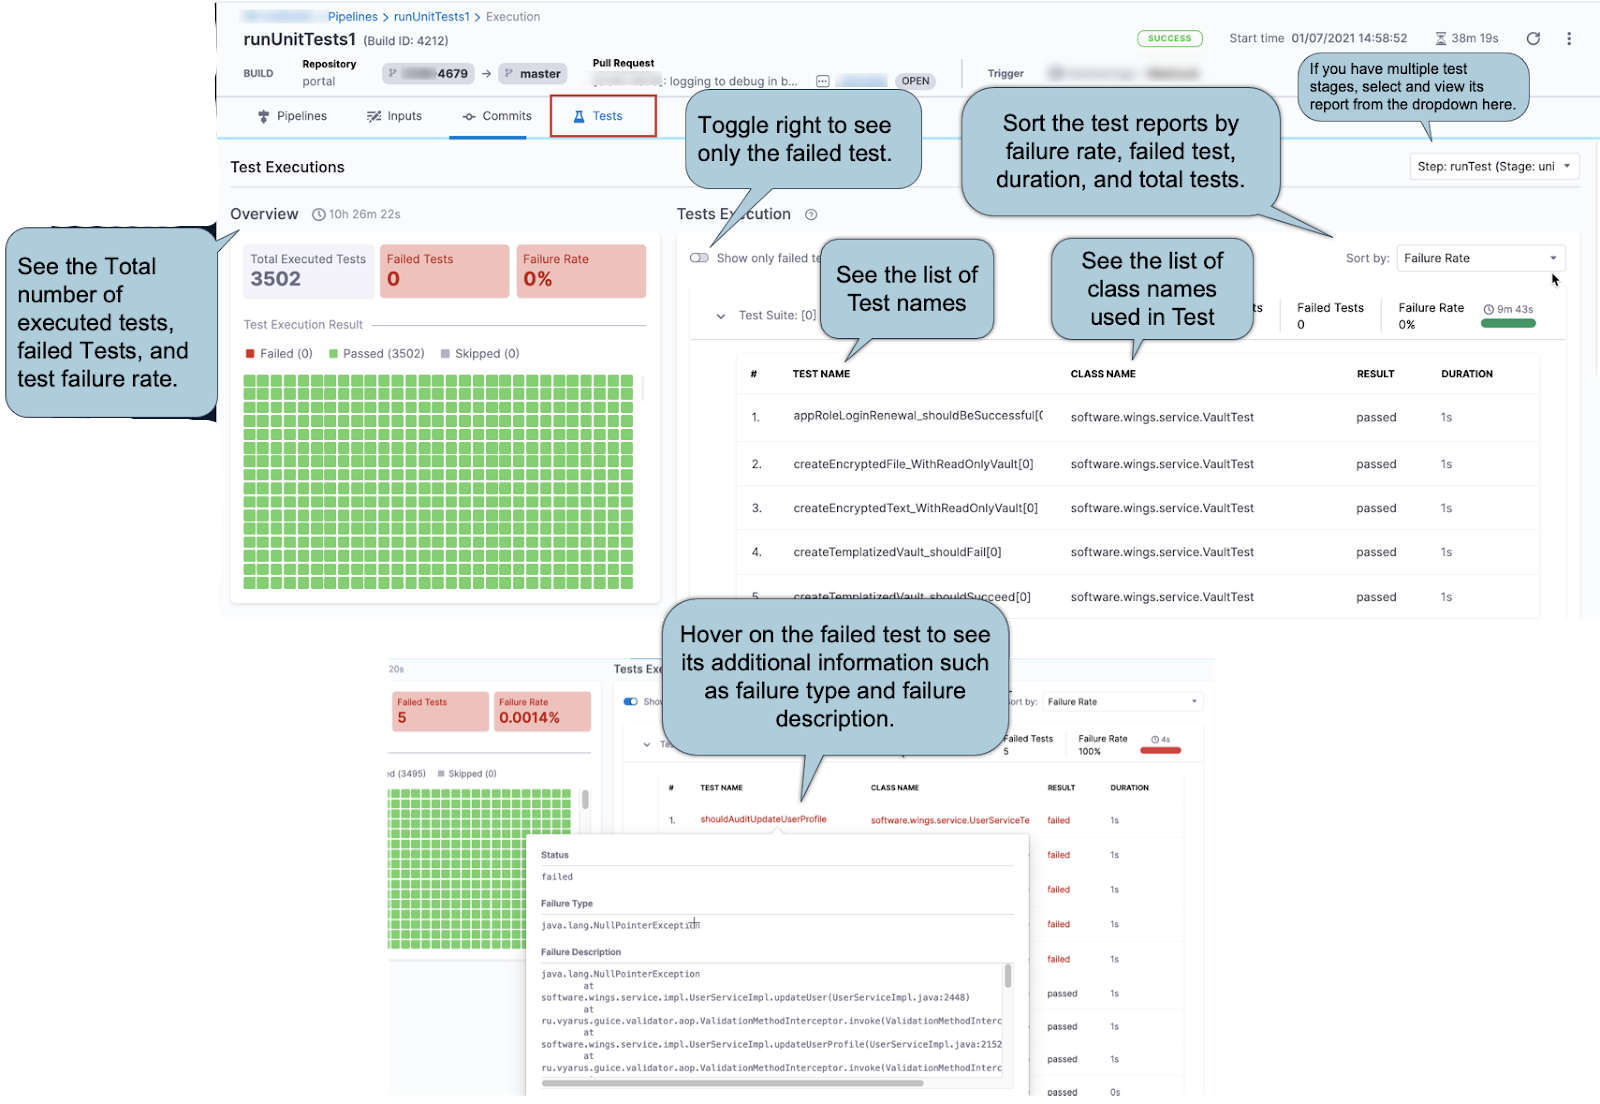 Pipelines > runUnitTests1 > Execution
runUnitTests1 (Build ID: 4212)
SUCCESS
Start time 01/07/2021 14:58:52
38m 19s
BUILD
Repository
portal
4679 → master
Pull Request
: logging to debug in b...
OPEN
Trigger
If you have multiple test
stages, select and view its
report from the dropdown here.
Pipelines
Inputs
Commits
Tests
Toggle right to see
only the failed test.
Sort the test reports by
failure rate, failed test,
duration, and total tests.
Test Executions
Step: runTest (Stage: uni
Overview 10h 26m 22s
Tests Execution
See the Total
number of
executed tests,
failed Tests, and
test failure rate.
Total Executed Tests
3502
Failed Tests
0
Failure Rate
0%
Show only failed te
See the list of
Test names
See the list of
class names
used in Test
Sort by: Failure Rate
Test Execution Result
Failed (0) Passed (3502) Skipped (0)
Test Suite: [0]
ts
Failed Tests
0
Failure Rate
0%
9m 43s
# TEST NAME CLASS NAME RESULT DURATION
1. appRoleLoginRenewal_shouldBeSuccessful[( software.wings.service.VaultTest passed 1s
2. createEncryptedFile_WithReadOnlyVault[0] software.wings.service.VaultTest passed 1s
3. createEncryptedText_WithReadOnlyVault[0] software.wings.service.VaultTest passed 1s
4. createTemplatizedVault_shouldFail[0] software.wings.service.VaultTest passed 1s
5. createTemplatizedVault_shouldSucceed[0] software.wings.service.VaultTest passed 1s
Hover on the failed test to see
its additional information such
as failure type and failure
description.
20s
Tests Exe
Failed Tests
5
Failure Rate
0.0014%
Show
ort by: Failure Rate
Te
Failed Tests
5
Failure Rate
100%
4s
ed (3495) Skipped (0)
# TEST NAME CLASS NAME RESULT DURATION
1. shouldAuditUpdateUserProfile software.wings.service.UserServiceTe failed 1s
failed 1s
failed 1s
failed 1s
failed 1s
passed 1s
passed 1s
passed 1s
passed 0s
Status
failed
Failure Type
java.lang.NullPointerException
Failure Description
java.lang.NullPointerException
at
software.wings.service.impl.UserServiceImpl.updateUser(UserServiceImpl.java:2448)
at
ru.vyarus.guice.validator.aop.ValidationMethodInterceptor.invoke(ValidationMethodInterc
at
software.wings.service.impl.UserServiceImpl.updateUserProfile(UserServiceImpl.java:2152
at
ru.vyarus.guice.validator.aop.ValidationMethodInterceptor.invoke(ValidationMethodInterc